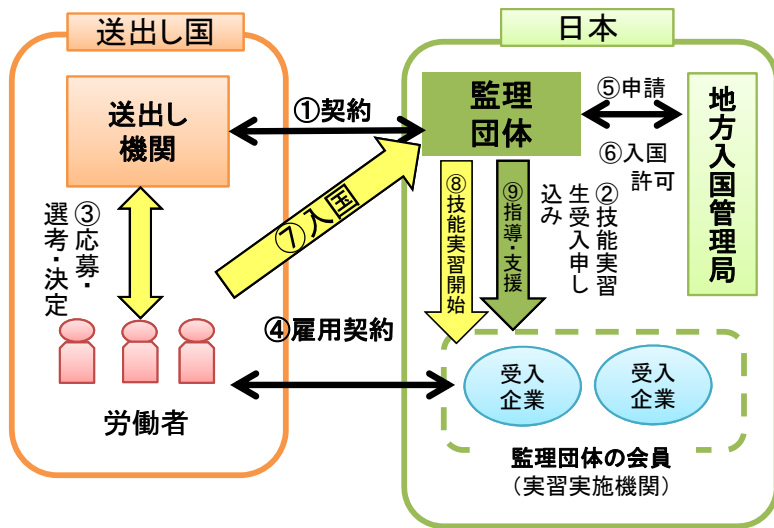 送出し国
日本
送出し
機関
①契約
監理
団体
⑤申請
⑥入国
許可
地方入国管理局
③応募・
選考・決定
⑦入国
⑧技能実習開始
⑨指導・支援
②技能実習
生受入申し
込み
④雇用契約
労働者
受入
企業
受入
企業
監理団体の会員
（実習実施機関）